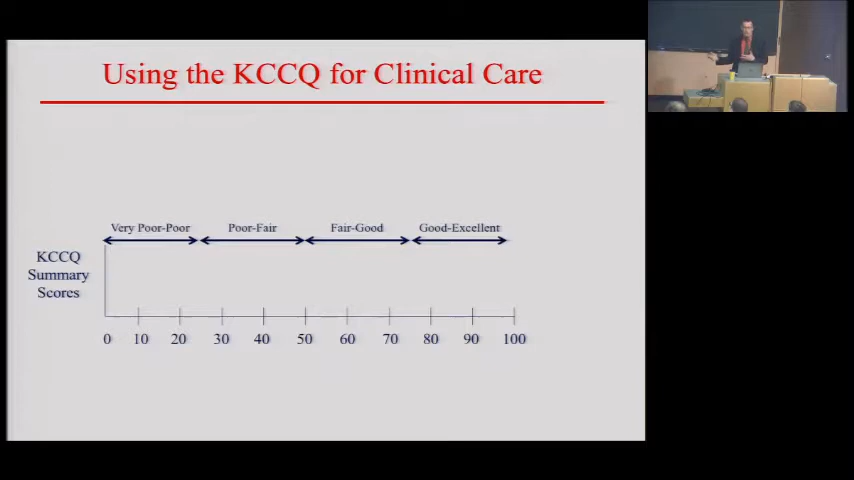 Using the KCCQ for Clinical Care
Very Poor-Poor Poor-Fair Fair-Good Good-Excellent
KCCQ
Summary
Scores
0 10 20 30 40 50 60 70 80 90 100